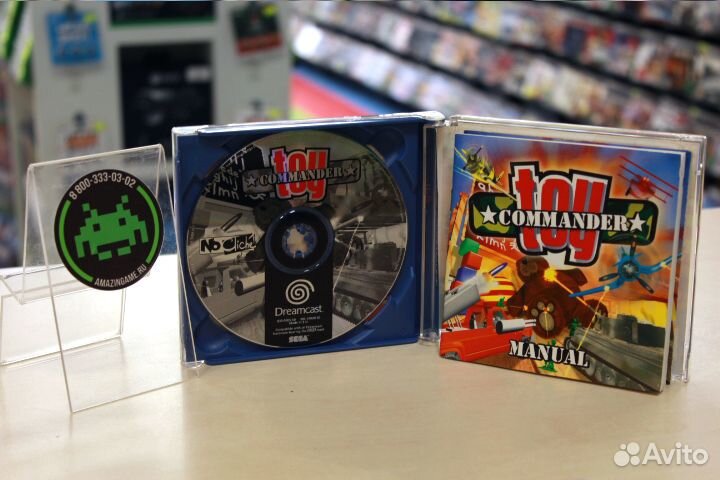 8 800-333-03-02
AMAZINGAME.RU
toy
COMMANDER
No Cliché
Dreamcast
SEGA
toy
COMMANDER
MANUAL
Avito